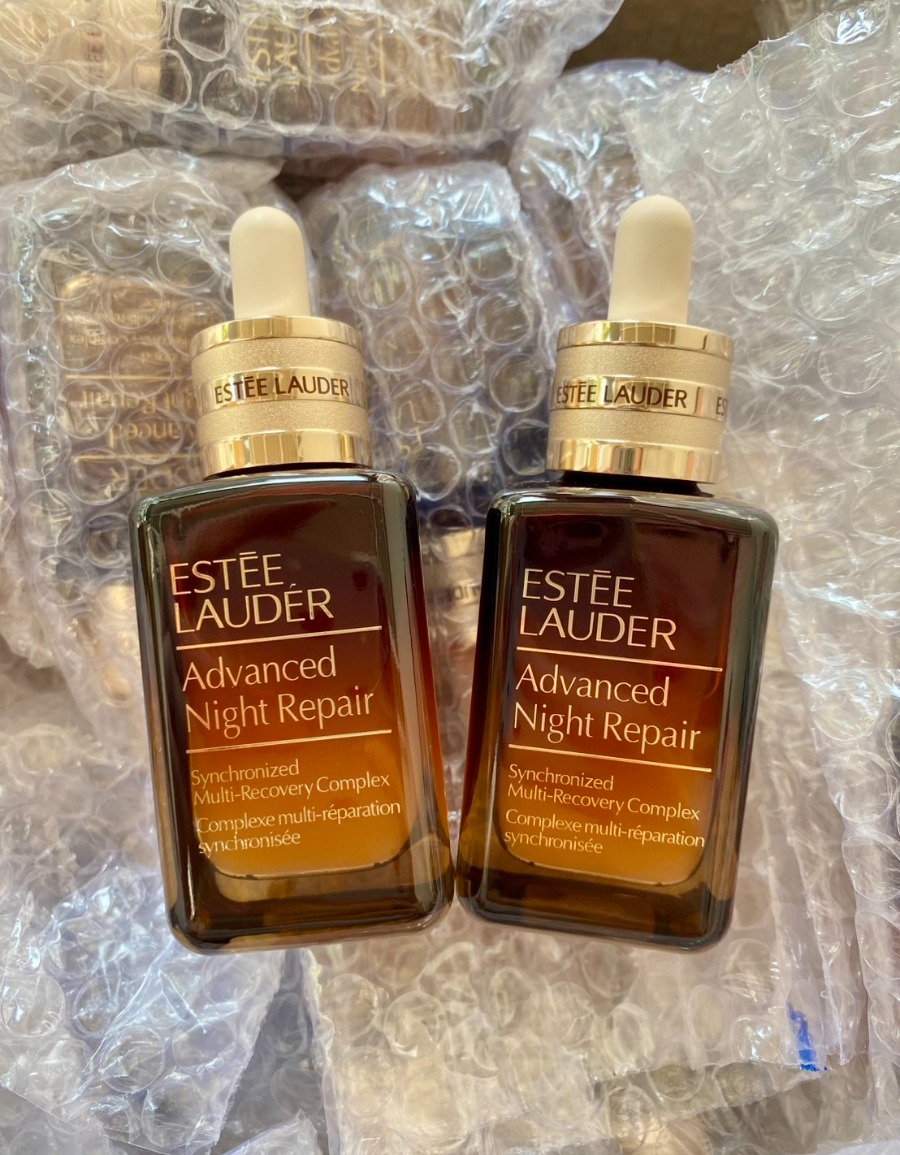 ESTĒE LAUDER
ESTĒE
LAUDÉR
Advanced
Night Repair
Synchronized
Multi-Recovery Complex
Complexe multi-réparation
synchronisée
ESTĒE LAUDER
ESTĒE
LAUDER
Advanced
Night Repair
Synchronized
Multi-Recovery Complex
Complexe multi-réparation
synchronisée